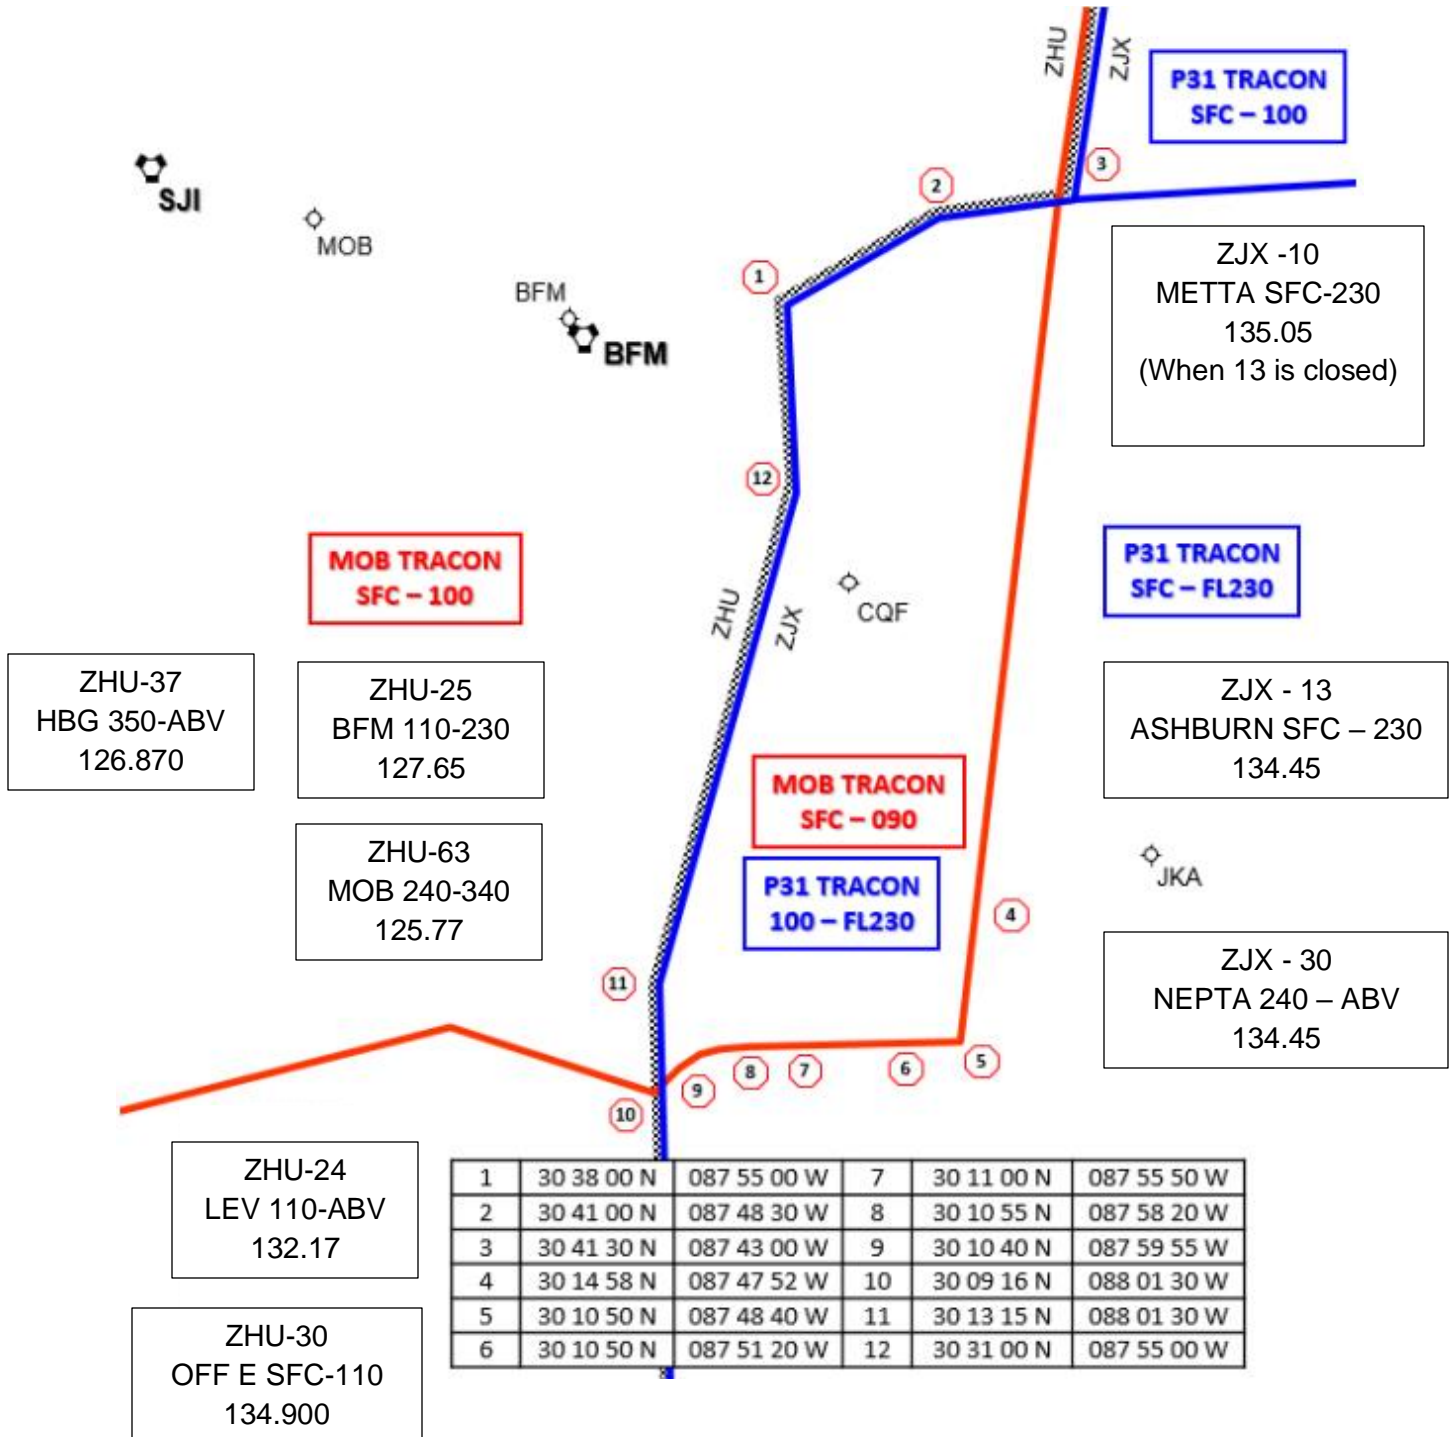 ZHU
ZJX
P31 TRACON
SFC – 100
3
2
SJI
MOB
1
BFM
BFM
ZJX -10
METTA SFC-230
135.05
(When 13 is closed)
12
MOB TRACON
SFC – 100
P31 TRACON
SFC – FL230
CQF
ZHU
ZJX
ZHU-37
HBG 350-ABV
126.870
ZHU-25
BFM 110-230
127.65
ZJX - 13
ASHBURN SFC – 230
134.45
MOB TRACON
SFC – 090
ZHU-63
MOB 240-340
125.77
P31 TRACON
100 – FL230
JKA
4
ZJX - 30
NEPTA 240 – ABV
134.45
11
5
6
7
8
9
10
ZHU-24
LEV 110-ABV
132.17
1 30 38 00 N 087 55 00 W 7 30 11 00 N 087 55 50 W
2 30 41 00 N 087 48 30 W 8 30 10 55 N 087 58 20 W
3 30 41 30 N 087 43 00 W 9 30 10 40 N 087 59 55 W
4 30 14 58 N 087 47 52 W 10 30 09 16 N 088 01 30 W
5 30 10 50 N 087 48 40 W 11 30 13 15 N 088 01 30 W
6 30 10 50 N 087 51 20 W 12 30 31 00 N 087 55 00 W
ZHU-30
OFF E SFC-110
134.900